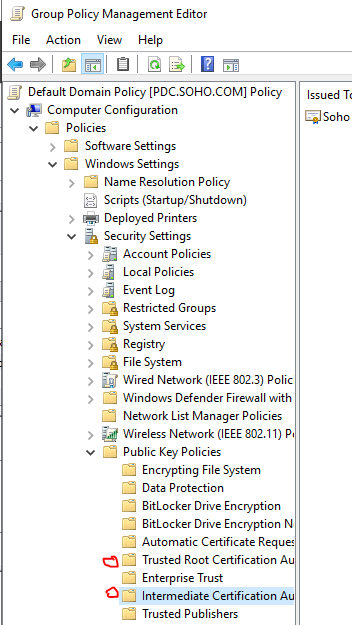 Group Policy Management Editor
File Action View Help
Default Domain Policy [PDC.SOHO.COM] Policy
Issued To
Computer Configuration
Soho
Policies
Software Settings
Windows Settings
Name Resolution Policy
Scripts (Startup/Shutdown)
Deployed Printers
Security Settings
Account Policies
Local Policies
Event Log
Restricted Groups
System Services
Registry
File System
Wired Network (IEEE 802.3) Polic
Windows Defender Firewall with
Network List Manager Policies
Wireless Network (IEEE 802.11) P
Public Key Policies
Encrypting File System
Data Protection
BitLocker Drive Encryption
BitLocker Drive Encryption N
Automatic Certificate Reques
Trusted Root Certification Au
Enterprise Trust
Intermediate Certification Au
Trusted Publishers